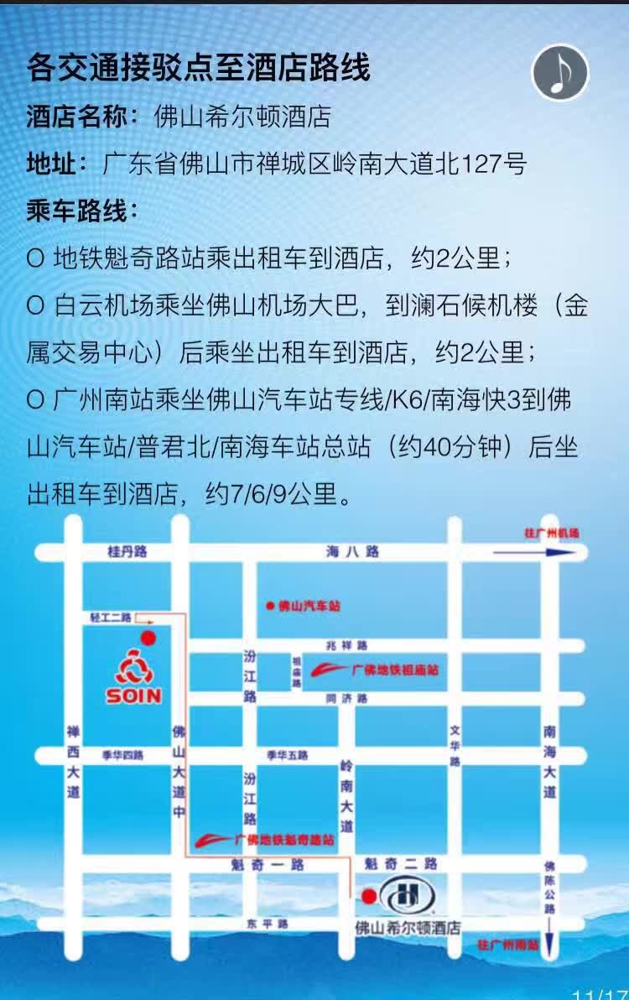 各交通接驳点至酒店路线
酒店名称：佛山希尔顿酒店
地址：广东省佛山市禅城区岭南大道北127号
乘车路线：
O 地铁魁奇路站乘出租车到酒店，约2公里；
O 白云机场乘坐佛山机场大巴，到澜石候机楼（金
属交易中心）后乘坐出租车到酒店，约2公里；
O 广州南站乘坐佛山汽车站专线/K6/南海快3到佛
山汽车站/普君北/南海车站总站（约40分钟）后坐
出租车到酒店，约7/6/9公里。
往广州机场
桂丹路
海八路
佛山汽车站
轻工二路
兆祥路
汾江路
祖庙路
广佛地铁祖庙站
SOIN
同济路
禅西大道
佛山大道中
文华路
南海大道
季华四路
季华五路
岭南大道
汾江路
广佛地铁魁奇路站
魁奇一路
魁奇二路
佛陈公路
H
东平路
佛山希尔顿酒店
往广州南站
11/17